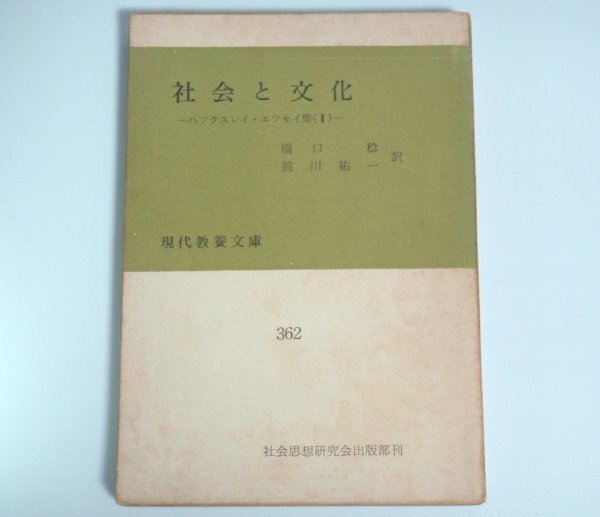 社会と文化
―ハックスレイ・エッセイ集(Ⅱ)―
橋口 稔
前川祐一 訳
現代教養文庫
362
社会思想研究会出版部刊